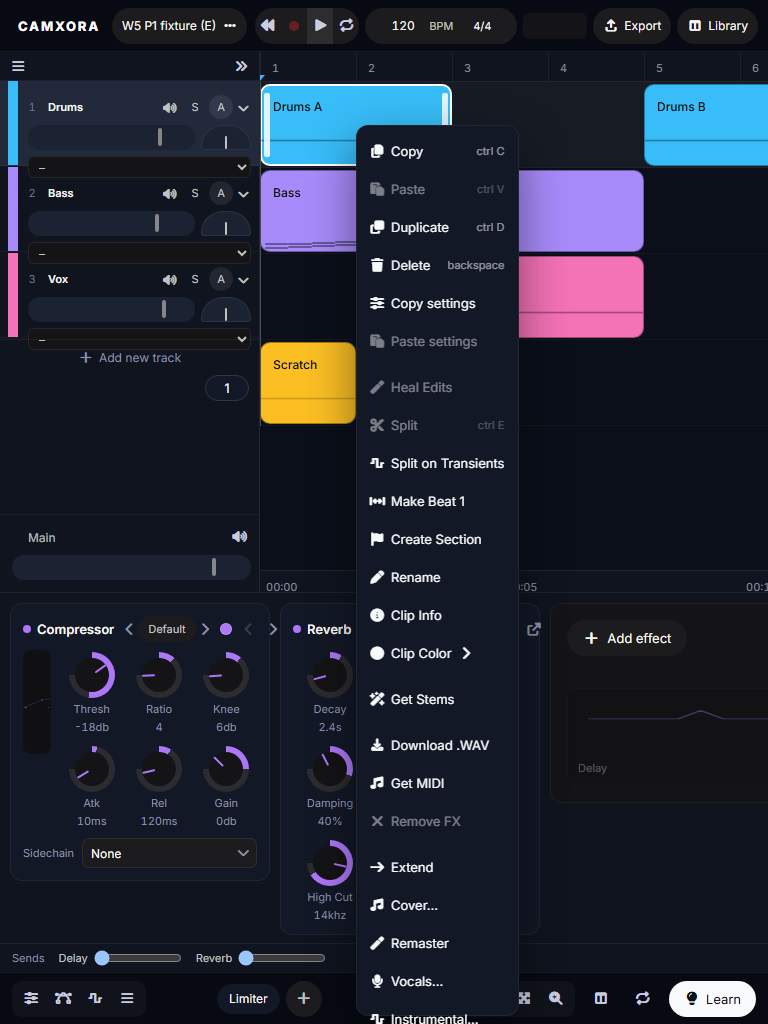 CAMXORA
W5 P1 fixture (E) •••
120 BPM 4/4
Export
Library
1 2 3 4 5 6
1 Drums S A
–
2 Bass S A
–
3 Vox S A
–
Add new track
1
Drums A
Drums B
Bass
Scratch
Main
00:00
:05
00:1
Copy ctrl C
Paste ctrl V
Duplicate ctrl D
Delete backspace
Copy settings
Paste settings
Heal Edits
Split ctrl E
Split on Transients
Make Beat 1
Create Section
Rename
Clip Info
Clip Color
Get Stems
Download .WAV
Get MIDI
Remove FX
Extend
Cover...
Remaster
Vocals...
Instrumental...
Compressor
Default
Thresh Ratio Knee
-18db 4 6db
Atk Rel Gain
10ms 120ms 0db
Sidechain None
Reverb
Decay
2.4s
Damping
40%
High Cut
14khz
Add effect
Delay
Sends Delay Reverb
Limiter
Learn